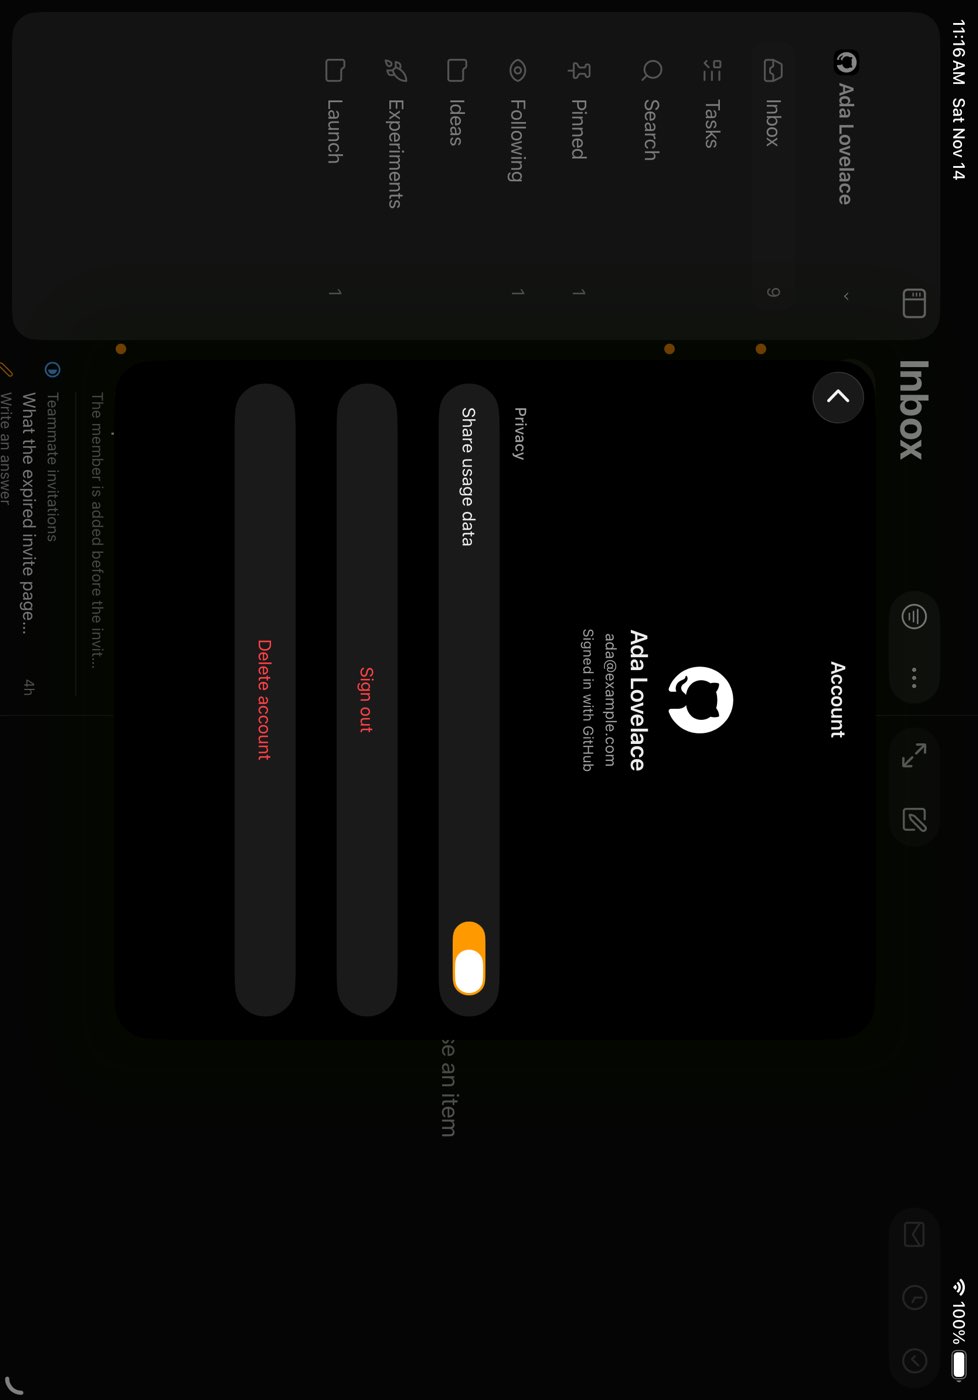 11:16 AM Sat Nov 14
100%
Inbox
Ada Lovelace
Inbox 9
Tasks
Search
Pinned 1
Following 1
Ideas
Experiments
Launch 1
Account
Ada Lovelace
ada@example.com
Signed in with GitHub
Privacy
Share usage data
Sign out
Delete account
an item
The member is added before the invit...
Teammate invitations
What the expired invite page... 4h
Write an answer